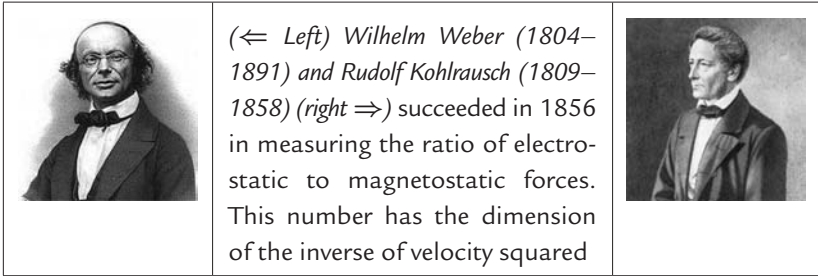 (⇐ Left) Wilhelm Weber (1804–
1891) and Rudolf Kohlrausch (1809–
1858) (right ⇒) succeeded in 1856
in measuring the ratio of electro-
static to magnetostatic forces.
This number has the dimension
of the inverse of velocity squared